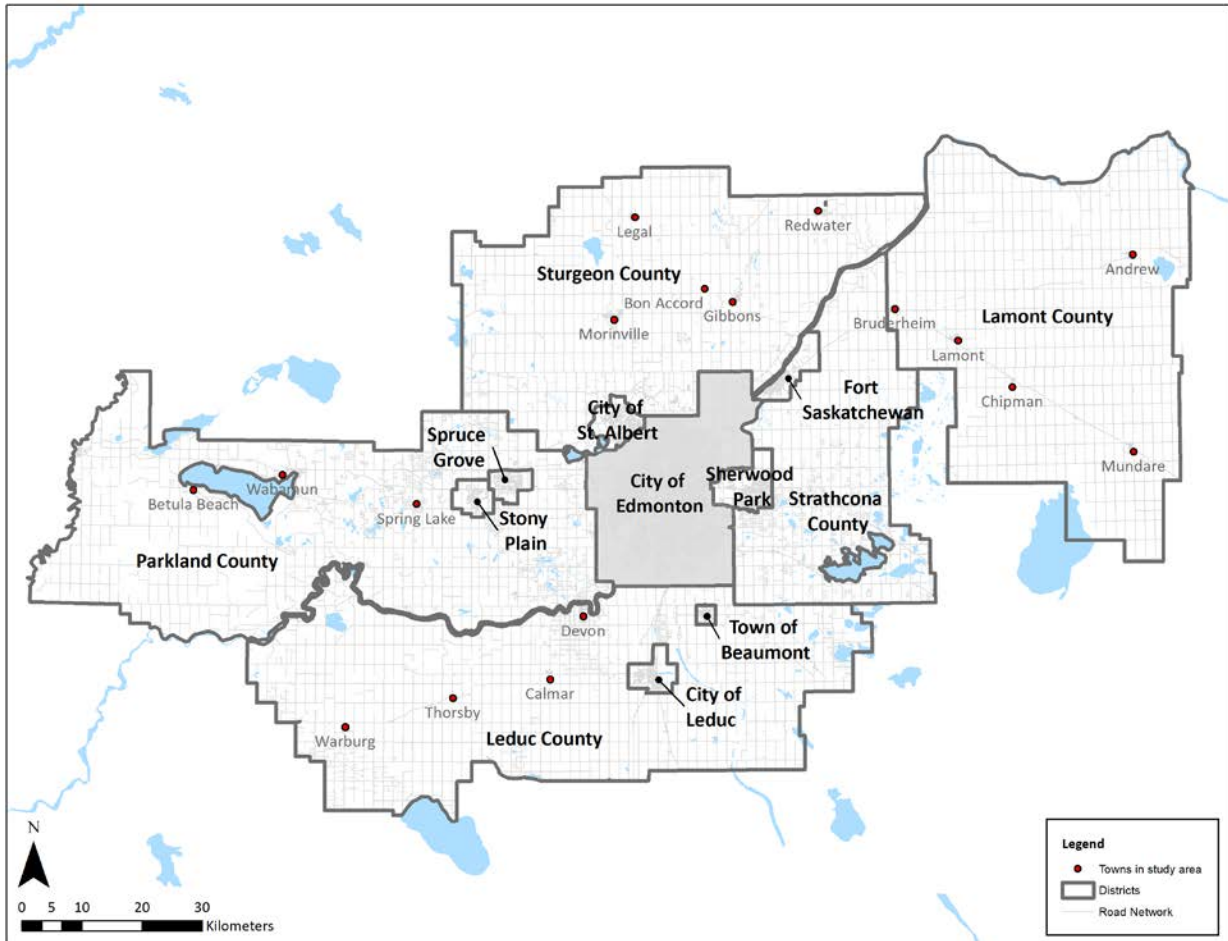 Legal
Redwater
Sturgeon County
Andrew
Bon Accord
Gibbons
Bruderheim
Lamont County
Morinville
Lamont
Fort
Saskatchewan
Chipman
City of
St. Albert
Spruce
Grove
Mundare
Wabamun
City of
Edmonton
Sherwood
Park
Betula Beach
Spring Lake
Stony
Plain
Strathcona
County
Parkland County
Devon
Town of
Beaumont
Calmar
City of
Leduc
Thorsby
Warburg
Leduc County
N
0 5 10 20 30
Kilometers
Legend
Towns in study area
Districts
Road Network